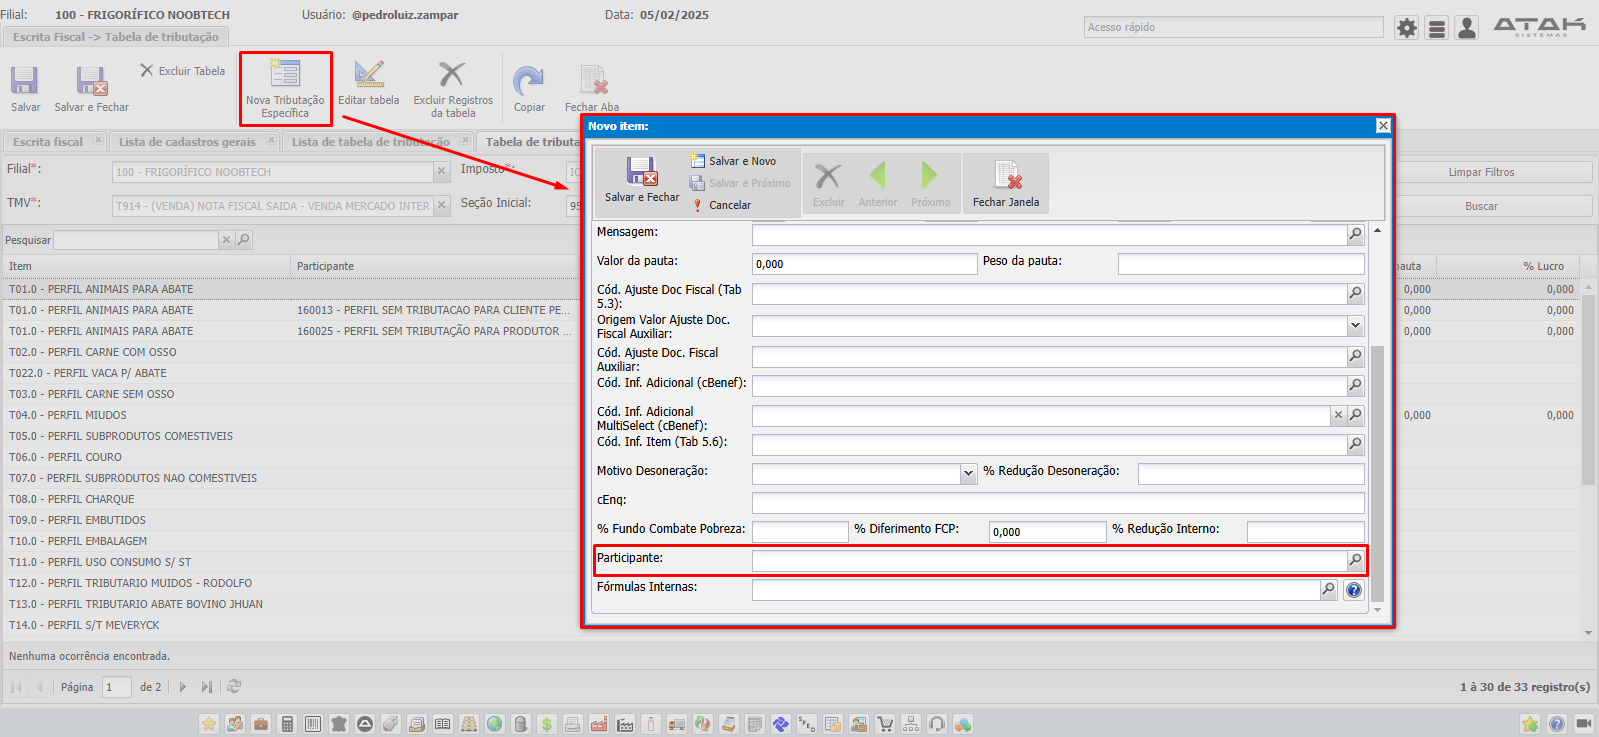 Filial: 100 - FRIGORÍFICO NOOBTECH Usuário: @pedroluiz.zampar Data: 05/02/2025
Escrita Fiscal -> Tabela de tributação
Acesso rápido
ATAK
SISTEMAS
Salvar
Salvar e Fechar
Excluir Tabela
Nova Tributação
Específica
Editar tabela
Excluir Registros
da tabela
Copiar
Fechar Aba
Escrita fiscal
Lista de cadastros gerais
Lista de tabela de tributação
Tabela de tributa
Filial*: 100 - FRIGORÍFICO NOOBTECH Imposto*: IC
Limpar Filtros
TMV*: T914 - (VENDA) NOTA FISCAL SAIDA - VENDA MERCADO INTER Seção Inicial: 95
Buscar
Pesquisar
Item Participante pauta % Lucro
T01.0 - PERFIL ANIMAIS PARA ABATE 0,000 0,000
T01.0 - PERFIL ANIMAIS PARA ABATE 160013 - PERFIL SEM TRIBUTACAO PARA CLIENTE PE... 0,000 0,000
T01.0 - PERFIL ANIMAIS PARA ABATE 160025 - PERFIL SEM TRIBUTAÇÃO PARA PRODUTOR ... 0,000 0,000
T02.0 - PERFIL CARNE COM OSSO
T022.0 - PERFIL VACA P/ ABATE
T03.0 - PERFIL CARNE SEM OSSO
T04.0 - PERFIL MIUDOS 0,000 0,000
T05.0 - PERFIL SUBPRODUTOS COMESTIVEIS
T06.0 - PERFIL COURO
T07.0 - PERFIL SUBPRODUTOS NAO COMESTIVEIS
T08.0 - PERFIL CHARQUE
T09.0 - PERFIL EMBUTIDOS
T10.0 - PERFIL EMBALAGEM
T11.0 - PERFIL USO CONSUMO S/ ST
T12.0 - PERFIL TRIBUTARIO MUIDOS - RODOLFO
T13.0 - PERFIL TRIBUTARIO ABATE BOVINO JHUAN
T14.0 - PERFIL S/T MEVERYCK
Nenhuma ocorrência encontrada.
Página 1 de 2
1 à 30 de 33 registro(s)
Novo item:
Salvar e Fechar
Salvar e Novo
Salvar e Próximo
Cancelar
Excluir
Anterior
Próximo
Fechar Janela
Mensagem:
Valor da pauta: 0,000 Peso da pauta:
Cód. Ajuste Doc Fiscal (Tab
5.3):
Origem Valor Ajuste Doc.
Fiscal Auxiliar:
Cód. Ajuste Doc. Fiscal
Auxiliar:
Cód. Inf. Adicional (cBenef):
Cód. Inf. Adicional
MultiSelect (cBenef):
Cód. Inf. Item (Tab 5.6):
Motivo Desoneração: % Redução Desoneração:
cEnq:
% Fundo Combate Pobreza: % Diferimento FCP: 0,000 % Redução Interno:
Participante:
Fórmulas Internas: